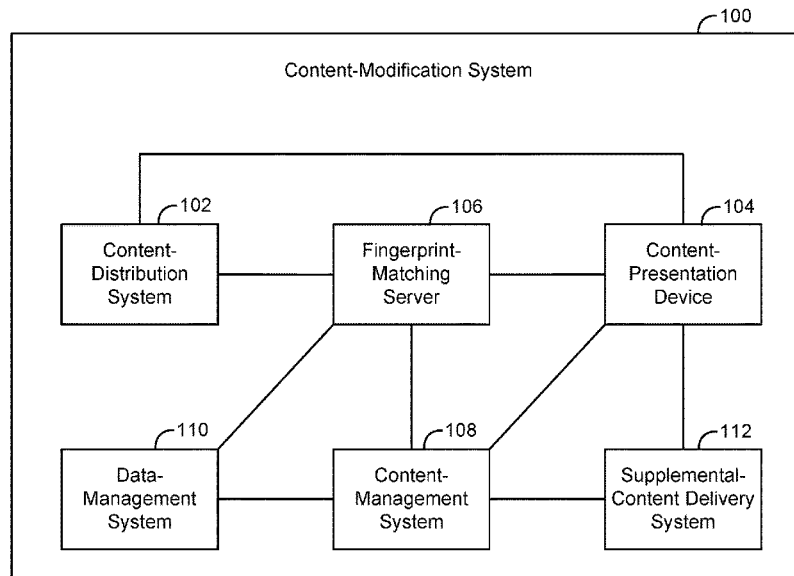 100
Content-Modification System
102
106
104
Content-
Distribution
System
Fingerprint-
Matching
Server
Content-
Presentation
Device
110
108
112
Data-
Management
System
Content-
Management
System
Supplemental-
Content Delivery
System